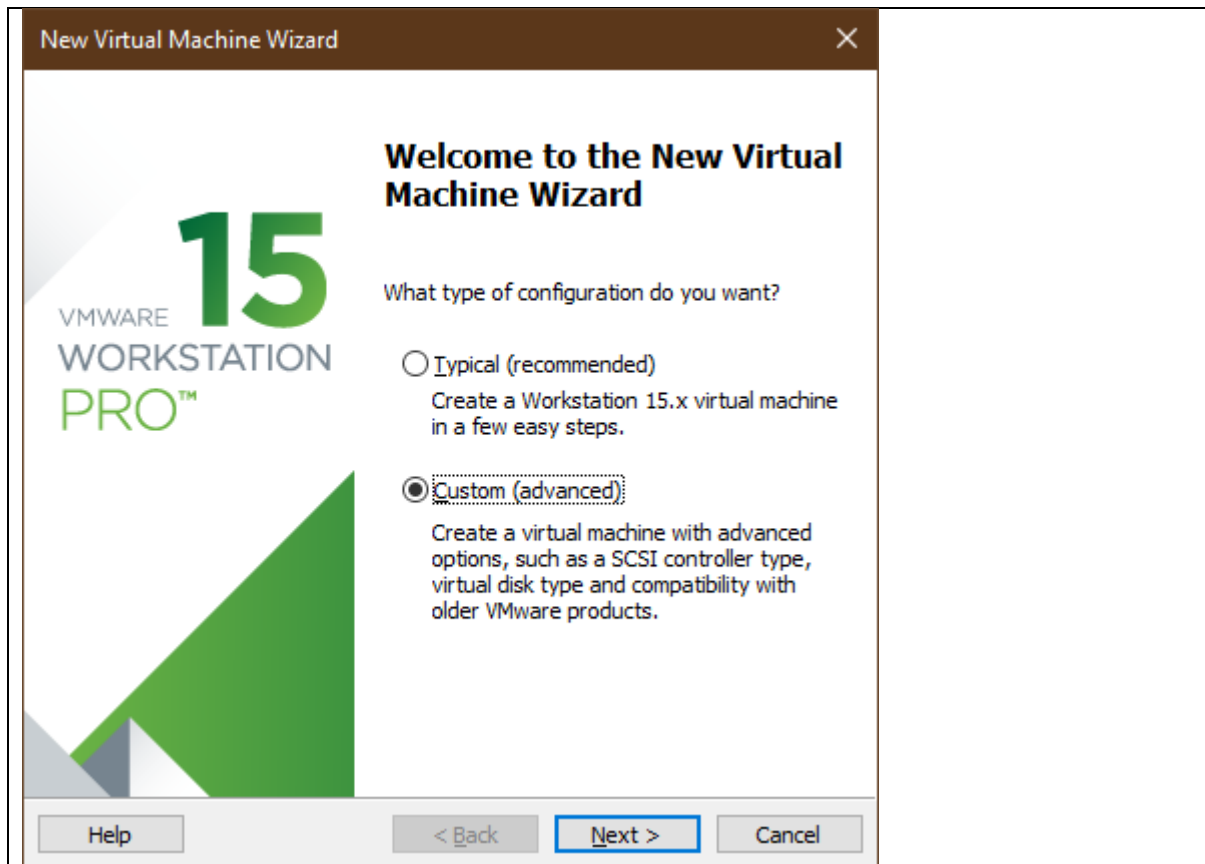 New Virtual Machine Wizard
Welcome to the New Virtual
Machine Wizard
15
VMWARE
WORKSTATION
PRO™
What type of configuration do you want?
Typical (recommended)
Create a Workstation 15.x virtual machine
in a few easy steps.
Custom (advanced)
Create a virtual machine with advanced
options, such as a SCSI controller type,
virtual disk type and compatibility with
older VMware products.
Help
< Back
Next >
Cancel